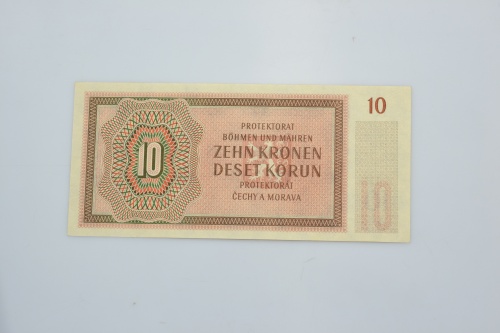 PROTEKTORAT
BÖHMEN UND MÄHREN
ZEHN KRONEN
DESET KORUN
PROTEKTORÁT
ČECHY A MORAVA
10
10
10